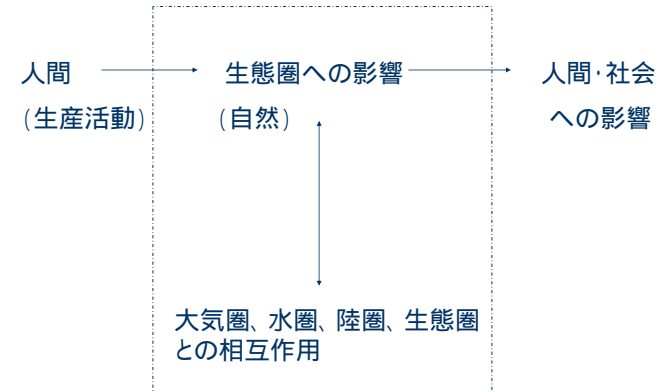 人間
(生産活動)
生態圏への影響
(自然)
人間・社会
への影響
大気圏、水圏、陸圏、生態圏
との相互作用